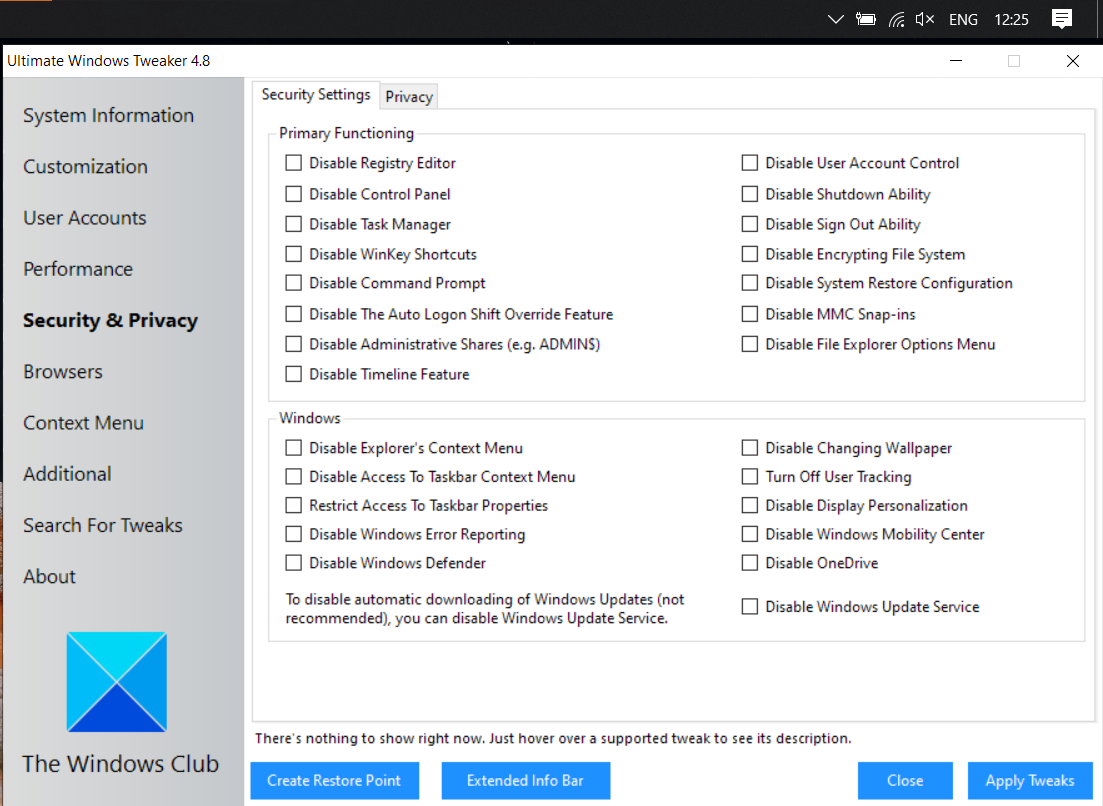 ENG 12:25
Ultimate Windows Tweaker 4.8
System Information
Customization
User Accounts
Performance
Security & Privacy
Browsers
Context Menu
Additional
Search For Tweaks
About
The Windows Club
Security Settings Privacy
Primary Functioning
Disable Registry Editor
Disable Control Panel
Disable Task Manager
Disable WinKey Shortcuts
Disable Command Prompt
Disable The Auto Logon Shift Override Feature
Disable Administrative Shares (e.g. ADMIN$)
Disable Timeline Feature
Disable User Account Control
Disable Shutdown Ability
Disable Sign Out Ability
Disable Encrypting File System
Disable System Restore Configuration
Disable MMC Snap-ins
Disable File Explorer Options Menu
Windows
Disable Explorer's Context Menu
Disable Access To Taskbar Context Menu
Restrict Access To Taskbar Properties
Disable Windows Error Reporting
Disable Windows Defender
To disable automatic downloading of Windows Updates (not
recommended), you can disable Windows Update Service.
Disable Changing Wallpaper
Turn Off User Tracking
Disable Display Personalization
Disable Windows Mobility Center
Disable OneDrive
Disable Windows Update Service
There's nothing to show right now. Just hover over a supported tweak to see its description.
Create Restore Point Extended Info Bar Close Apply Tweaks